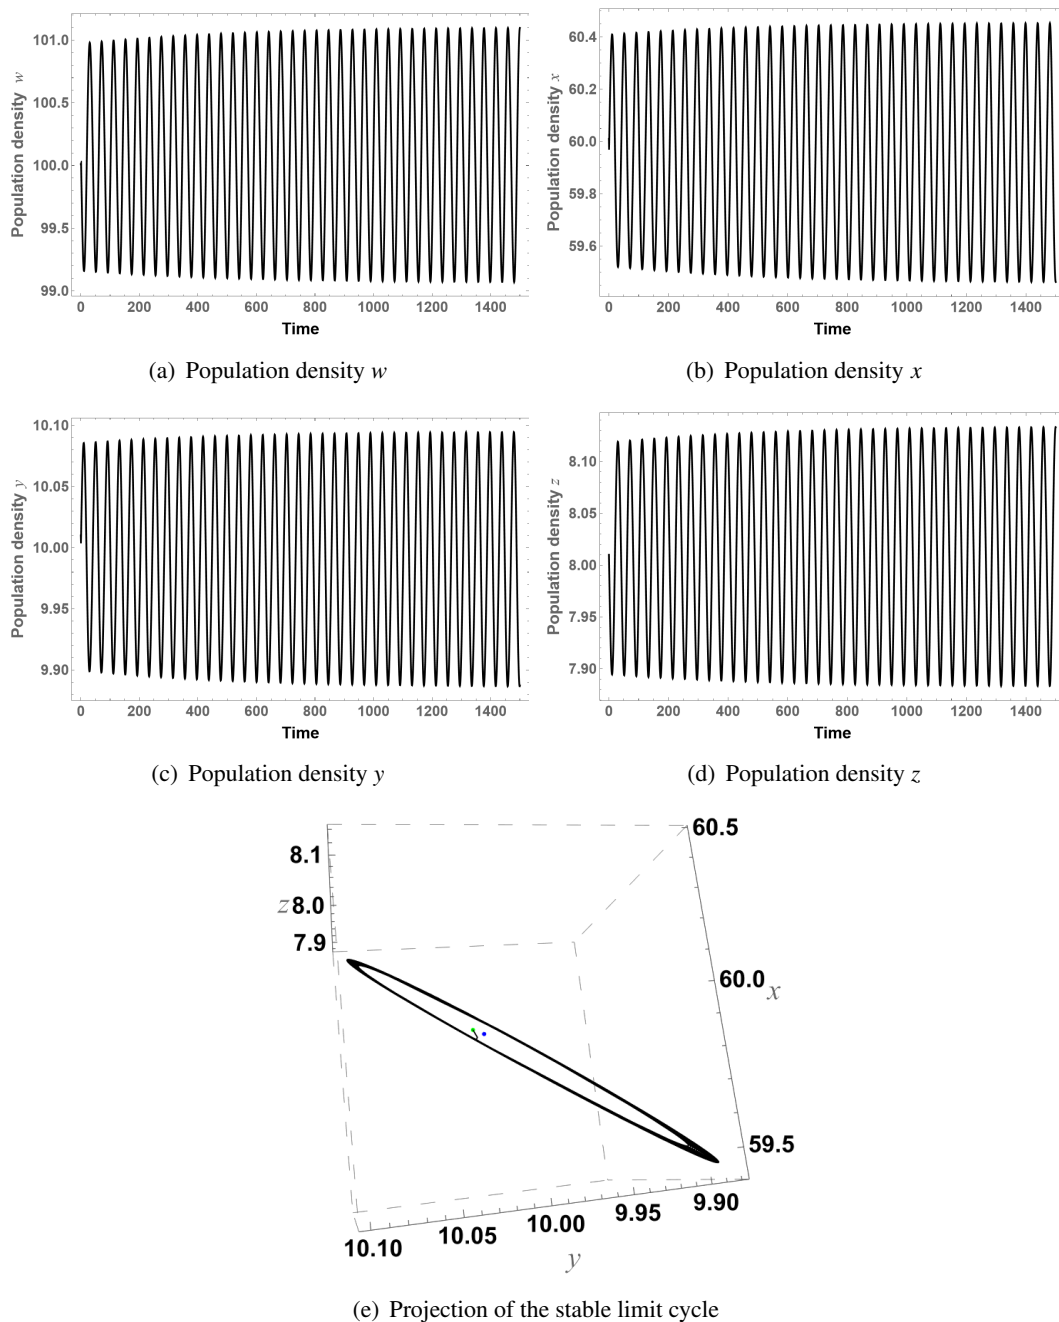 101.0
100.5
100.0
99.5
99.0
Population density w
0 200 400 600 800 1000 1200 1400
Time
(a) Population density w
60.4
60.2
60.0
59.8
59.6
Population density x
0 200 400 600 800 1000 1200 1400
Time
(b) Population density x
10.10
10.05
10.00
9.95
9.90
Population density y
0 200 400 600 800 1000 1200 1400
Time
(c) Population density y
8.10
8.05
8.00
7.95
7.90
Population density z
0 200 400 600 800 1000 1200 1400
Time
(d) Population density z
8.1
z 8.0
7.9
60.5
60.0
x
59.5
10.10 10.05 10.00 9.95 9.90
y
(e) Projection of the stable limit cycle